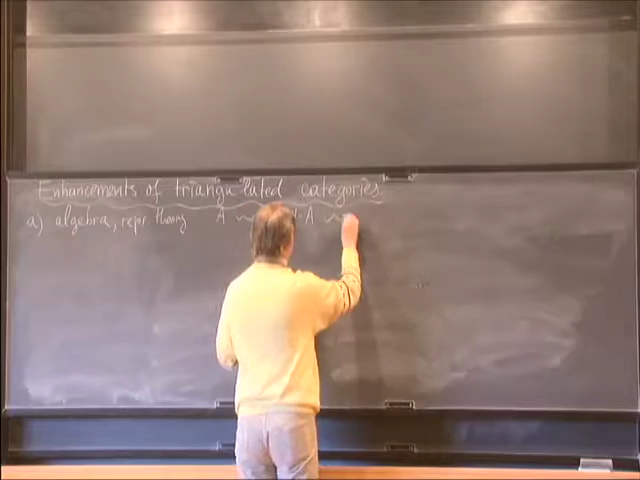 Enhancements of triangulated categories.
a) algebra, repr. theory A A